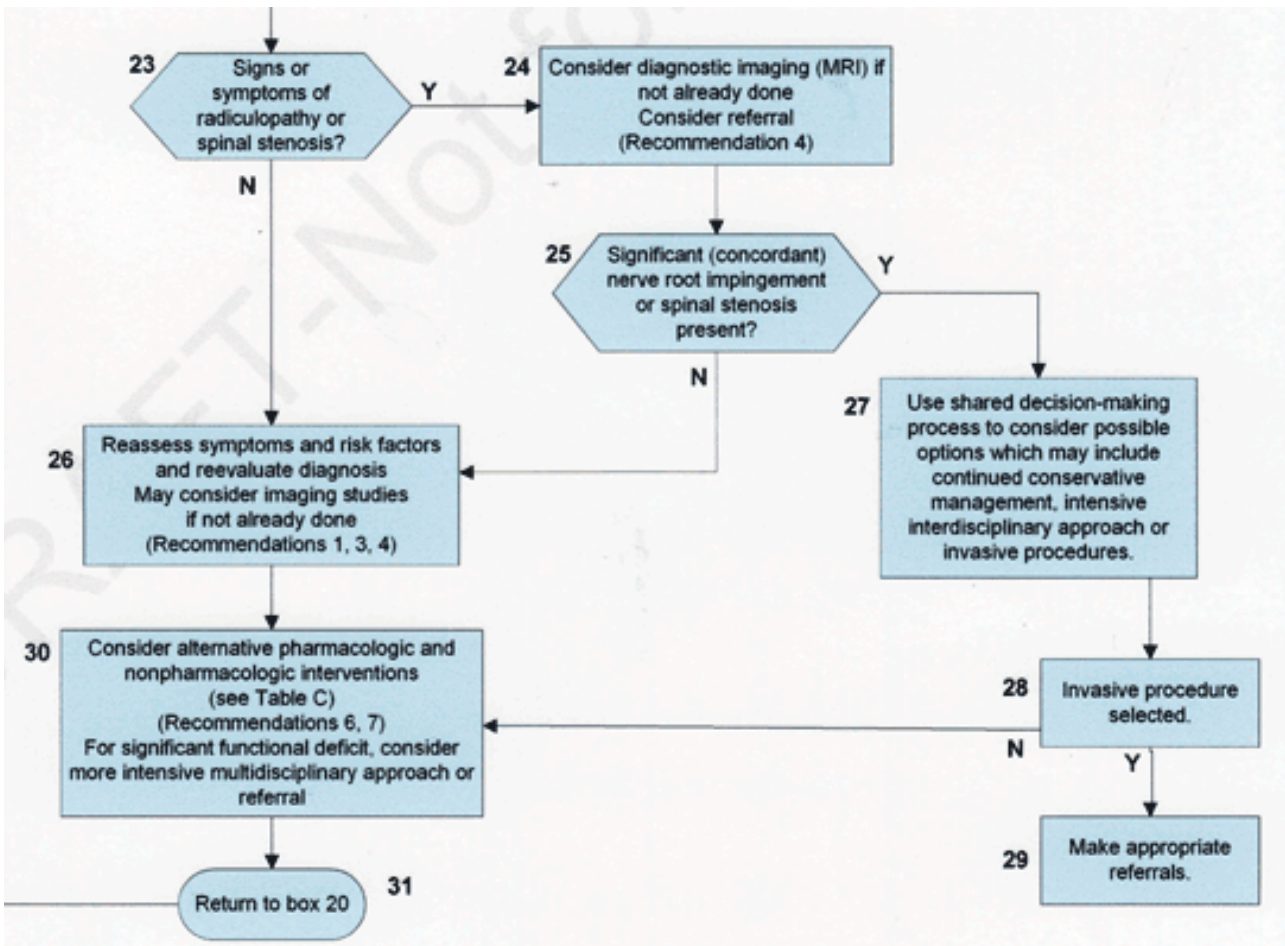 23
Signs or
symptoms of
radiculopathy or
spinal stenosis?
Y
N
24
Consider diagnostic imaging (MRI) if
not already done
Consider referral
(Recommendation 4)
25
Significant (concordant)
nerve root impingement
or spinal stenosis
present?
Y
N
26
Reassess symptoms and risk factors
and reevaluate diagnosis
May consider imaging studies
if not already done
(Recommendations 1, 3, 4)
27
Use shared decision-making
process to consider possible
options which may include
continued conservative
management, intensive
interdisciplinary approach or
invasive procedures.
28
Invasive procedure
selected.
N
Y
29
Make appropriate
referrals.
30
Consider alternative pharmacologic and
nonpharmacologic interventions
(see Table C)
(Recommendations 6, 7)
For significant functional deficit, consider
more intensive multidisciplinary approach or
referral
31
Return to box 20